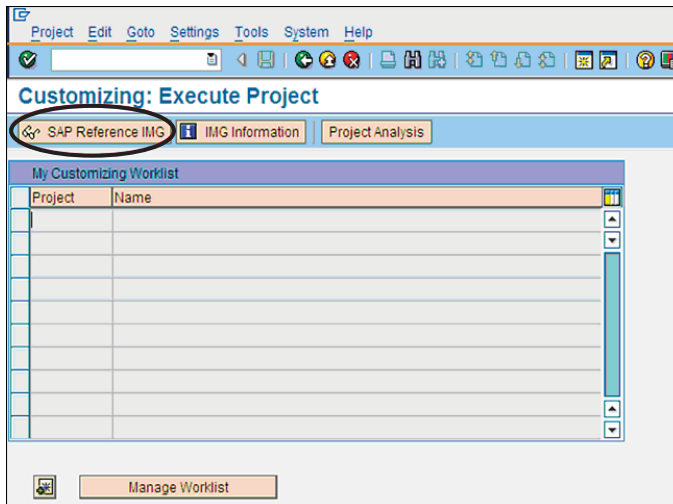 Project Edit Goto Settings Tools System Help
Customizing: Execute Project
SAP Reference IMG IMG Information Project Analysis
My Customizing Worklist
Project Name
Manage Worklist